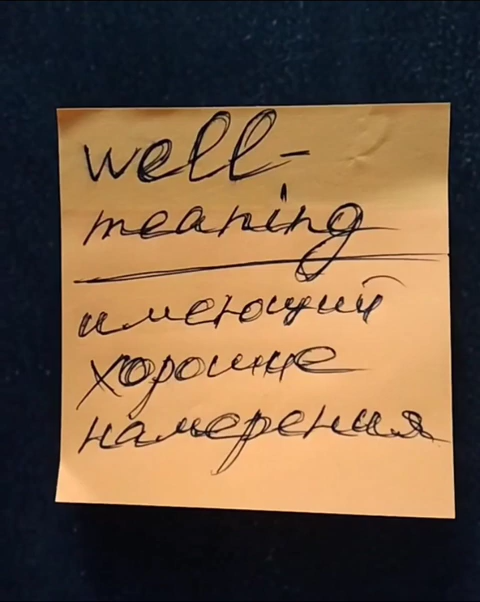 well-
meaning
имеющий
хорошие
намерения